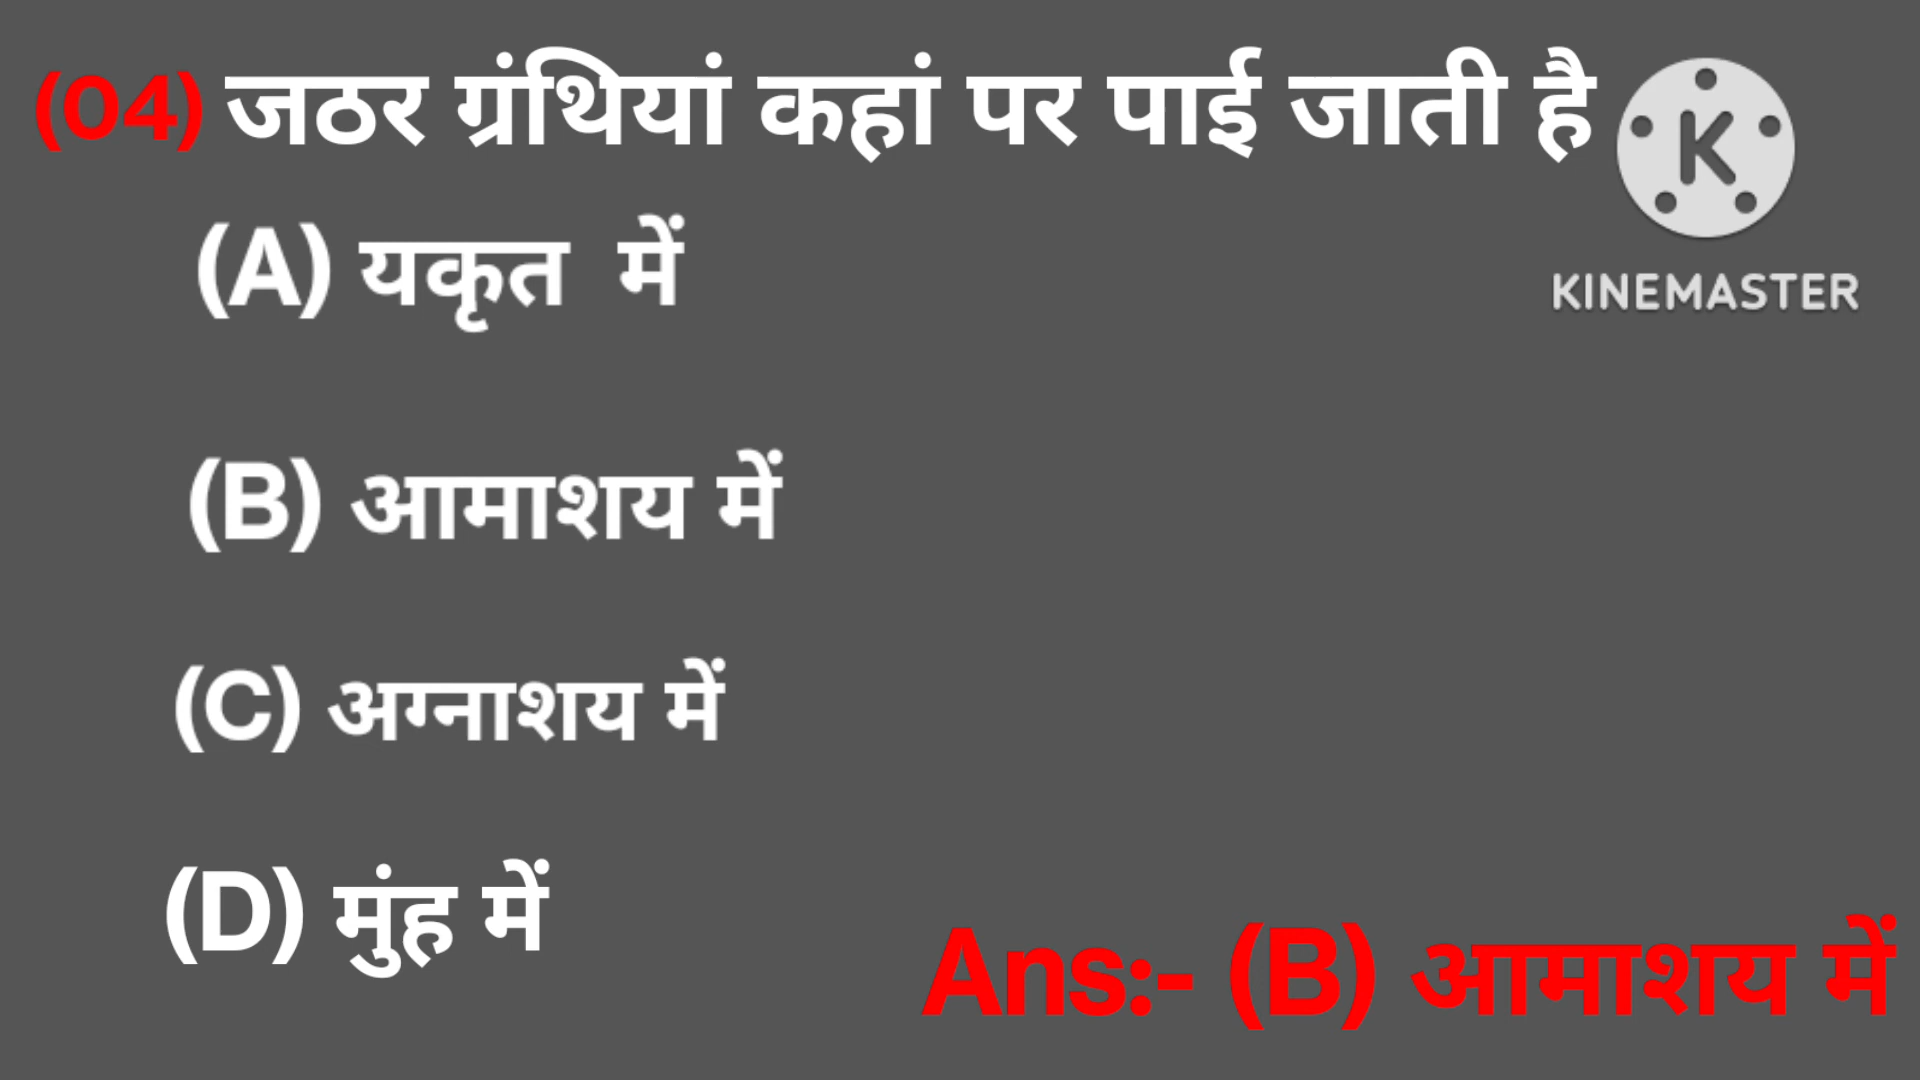 (04) जठर ग्रंथियां कहां पर पाई जाती है
K
KINEMASTER
(A) यकृत में
(B) आमाशय में
(C) अग्नाशय में
(D) मुंह में
Ans:- (B) आमाशय में